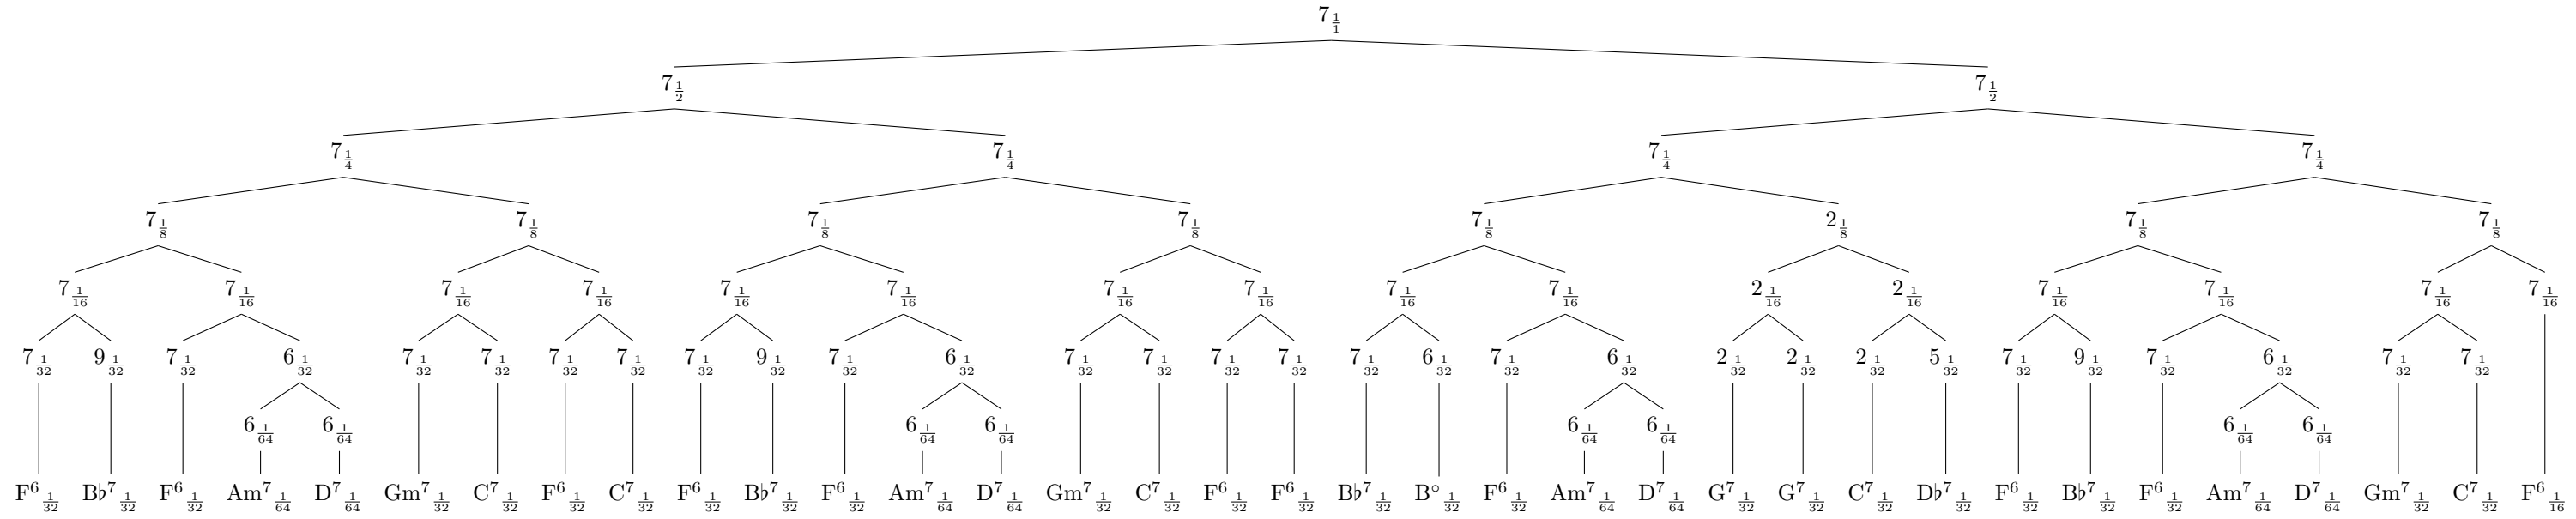 7 1/1
7 1/2 7 1/2
7 1/4 7 1/4 7 1/4 7 1/4
7 1/8 7 1/8 7 1/8 7 1/8 7 1/8 2 1/8 7 1/8 7 1/8
7 1/16 7 1/16 7 1/16 7 1/16 7 1/16 7 1/16 7 1/16 7 1/16 7 1/16 7 1/16 2 1/16 2 1/16 7 1/16 7 1/16 7 1/16 7 1/16
7 1/32 9 1/32 7 1/32 6 1/32 7 1/32 7 1/32 7 1/32 7 1/32 7 1/32 9 1/32 7 1/32 6 1/32 7 1/32 7 1/32 7 1/32 7 1/32 7 1/32 6 1/32 7 1/32 6 1/32 2 1/32 2 1/32 2 1/32 5 1/32 7 1/32 9 1/32 7 1/32 6 1/32 7 1/32 7 1/32
6 1/64 6 1/64 6 1/64 6 1/64 6 1/64 6 1/64 6 1/64 6 1/64
F⁶ 1/32 B♭⁷ 1/32 F⁶ 1/32 Am⁷ 1/64 D⁷ 1/64 Gm⁷ 1/32 C⁷ 1/32 F⁶ 1/32 C⁷ 1/32 F⁶ 1/32 B♭⁷ 1/32 F⁶ 1/32 Am⁷ 1/64 D⁷ 1/64 Gm⁷ 1/32 C⁷ 1/32 F⁶ 1/32 F⁶ 1/32 B♭⁷ 1/32 B° 1/32 F⁶ 1/32 Am⁷ 1/64 D⁷ 1/64 G⁷ 1/32 G⁷ 1/32 C⁷ 1/32 D♭⁷ 1/32 F⁶ 1/32 B♭⁷ 1/32 F⁶ 1/32 Am⁷ 1/64 D⁷ 1/64 Gm⁷ 1/32 C⁷ 1/32 F⁶ 1/16